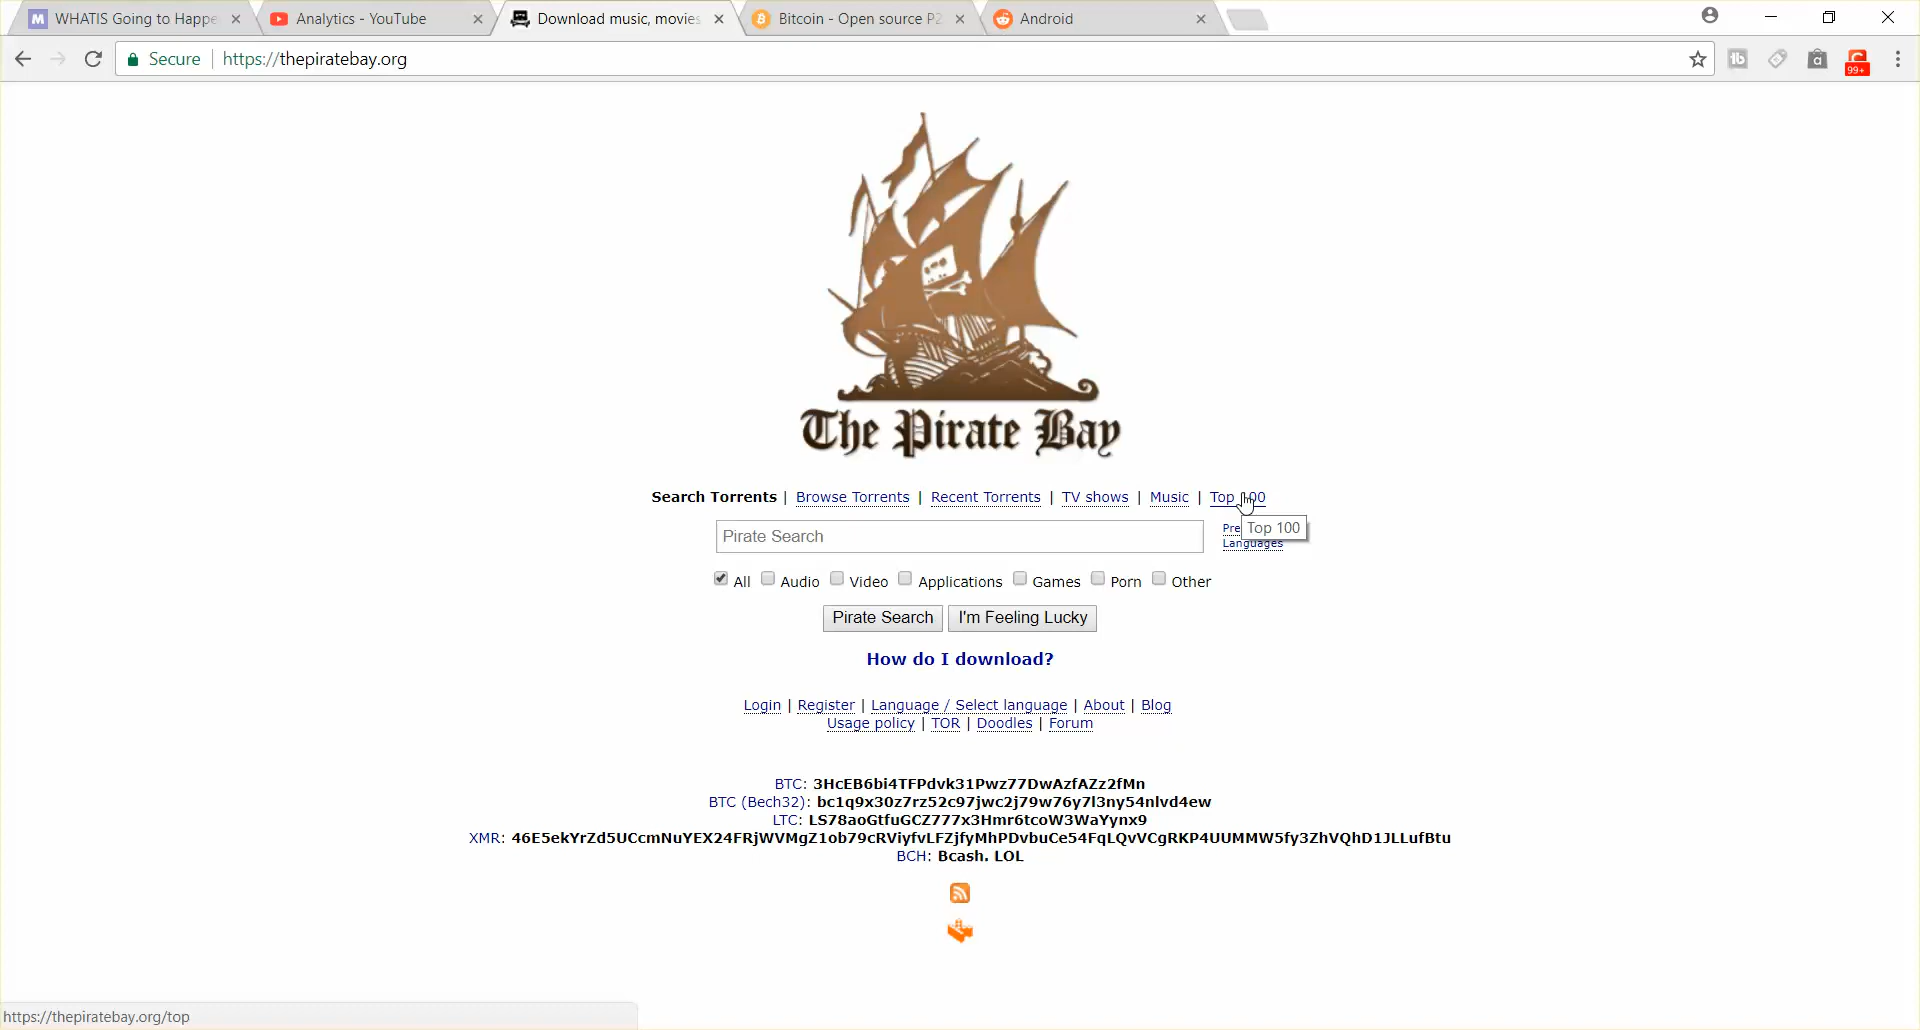 WHATIS Going to Happe
Analytics - YouTube
Download music, movies
Bitcoin - Open source P2
Android
Secure
https://thepiratebay.org
99+
The Pirate Bay
Search Torrents | Browse Torrents | Recent Torrents | TV shows | Music | Top 100
Pirate Search
Pre
Top 100
Languages
All Audio Video Applications Games Porn Other
Pirate Search I'm Feeling Lucky
How do I download?
Login | Register | Language / Select language | About | Blog
Usage policy | TOR | Doodles | Forum
BTC: 3HcEB6bi4TFPdvk31Pwz77DwAzfAZz2fMn
BTC (Bech32): bc1q9x30z7rz52c97jwc2j79w76y7l3ny54nlvd4ew
LTC: LS78aoGtfuGCZ777x3Hmr6tcoW3WaYynx9
XMR: 46E5ekYrZd5UCcmNuYEX24FRjWVMgZ1ob79cRViyfvLFZjfyMhPDvbuCe54FqLQvVCgRKP4UUMMW5fy3ZhVQhD1JLLufBtu
BCH: Bcash. LOL
https://thepiratebay.org/top